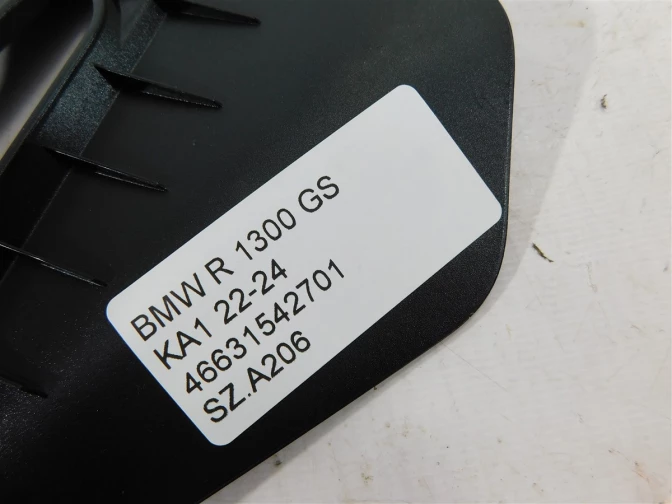 BMW R 1300 GS
KA1 22-24
46631542701
SZ.A206